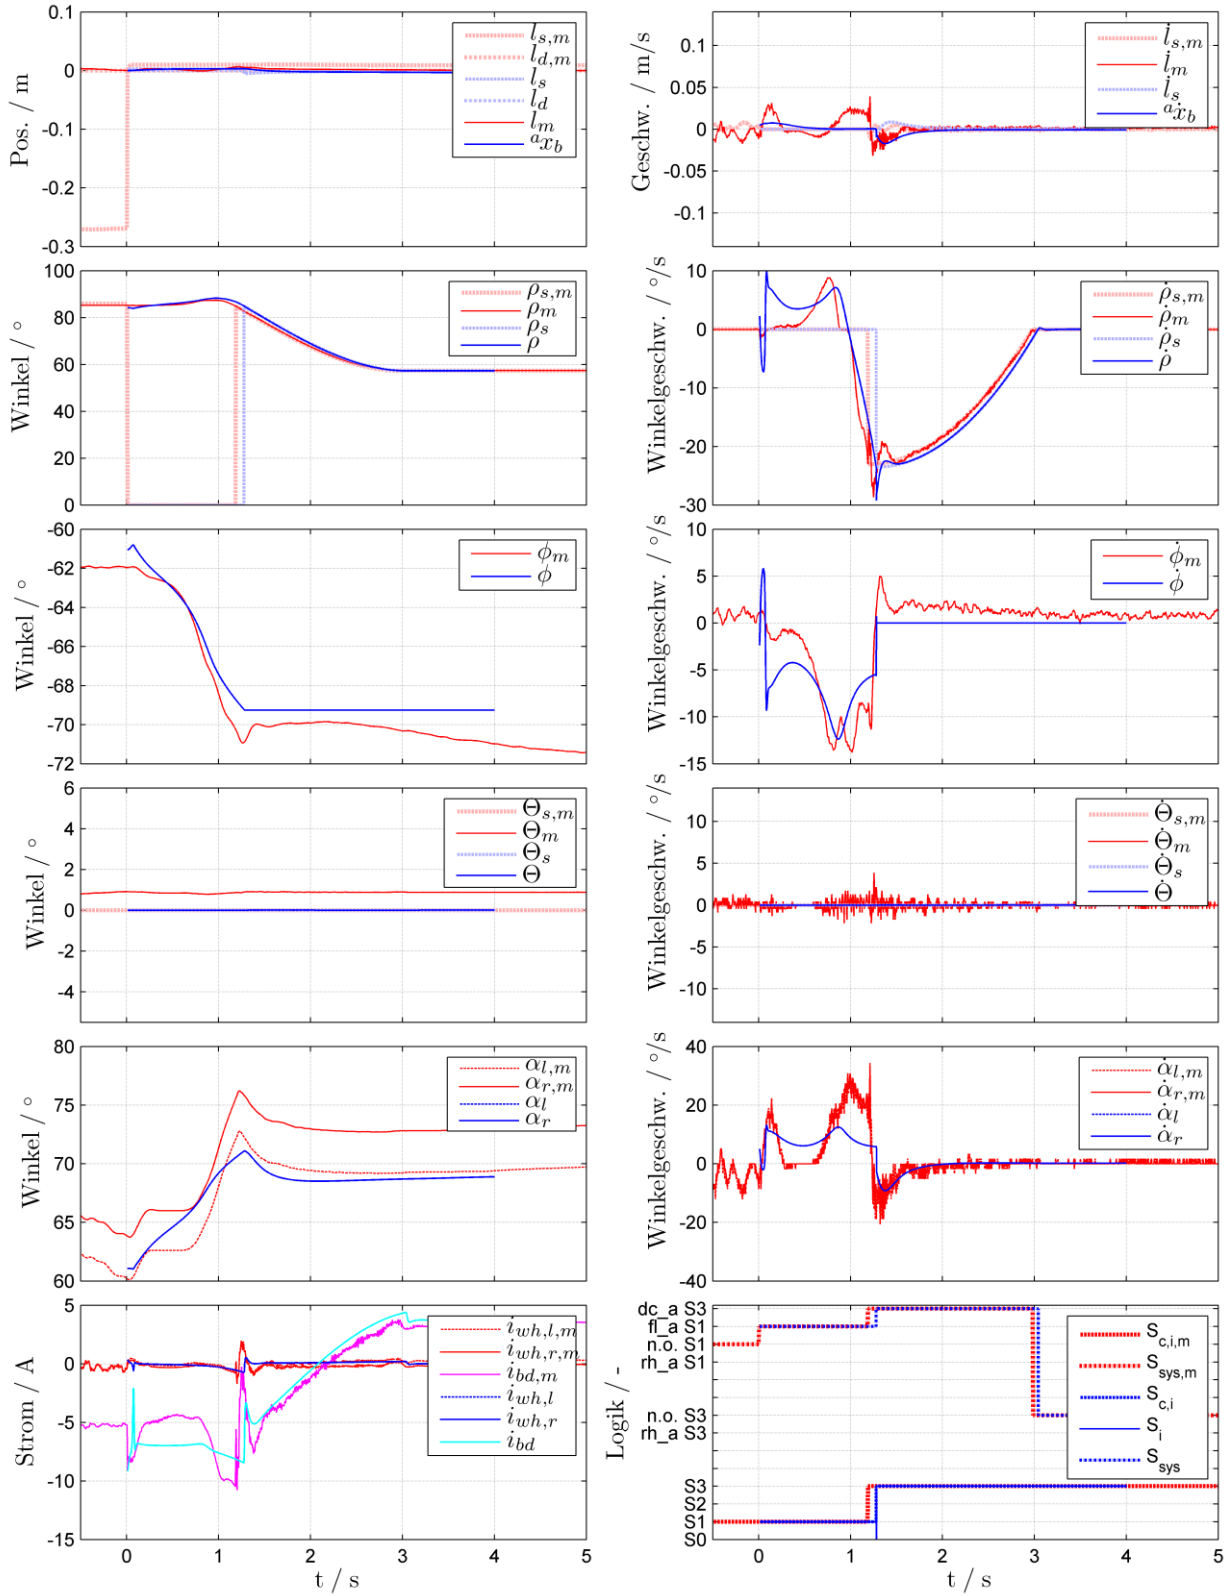 0.1
0
-0.1
-0.2
-0.3
Pos. / m
l_{s,m}
l_{d,m}
l_s
l_d
l_m
^a x_b
0.1
0.05
0
-0.05
-0.1
Geschw. / m/s
l̇_{s,m}
l̇_m
l̇_s
^a ẋ_b
100
80
60
40
20
0
Winkel / °
ρ_{s,m}
ρ_m
ρ_s
ρ
10
0
-10
-20
-30
Winkelgeschw. / °/s
ρ̇_{s,m}
ρ̇_m
ρ̇_s
ρ̇
-60
-62
-64
-66
-68
-70
-72
Winkel / °
ϕ_m
ϕ
10
5
0
-5
-10
-15
Winkelgeschw. / °/s
ϕ̇_m
ϕ̇
6
4
2
0
-2
-4
Winkel / °
Θ_{s,m}
Θ_m
Θ_s
Θ
10
5
0
-5
-10
Winkelgeschw. / °/s
Θ̇_{s,m}
Θ̇_m
Θ̇_s
Θ̇
80
75
70
65
60
Winkel / °
α_{l,m}
α_{r,m}
α_l
α_r
40
20
0
-20
-40
Winkelgeschw. / °/s
α̇_{l,m}
α̇_{r,m}
α̇_l
α̇_r
5
0
-5
-10
-15
Strom / A
i_{wh,l,m}
i_{wh,r,m}
i_{bd,m}
i_{wh,l}
i_{wh,r}
i_{bd}
0 1 2 3 4 5
t / s
dc_a S3
fl_a S1
n.o. S1
rh_a S1
n.o. S3
rh_a S3
S3
S2
S1
S0
Logik / -
S_{c,i,m}
S_{sys,m}
S_{c,i}
S_i
S_{sys}
0 1 2 3 4 5
t / s